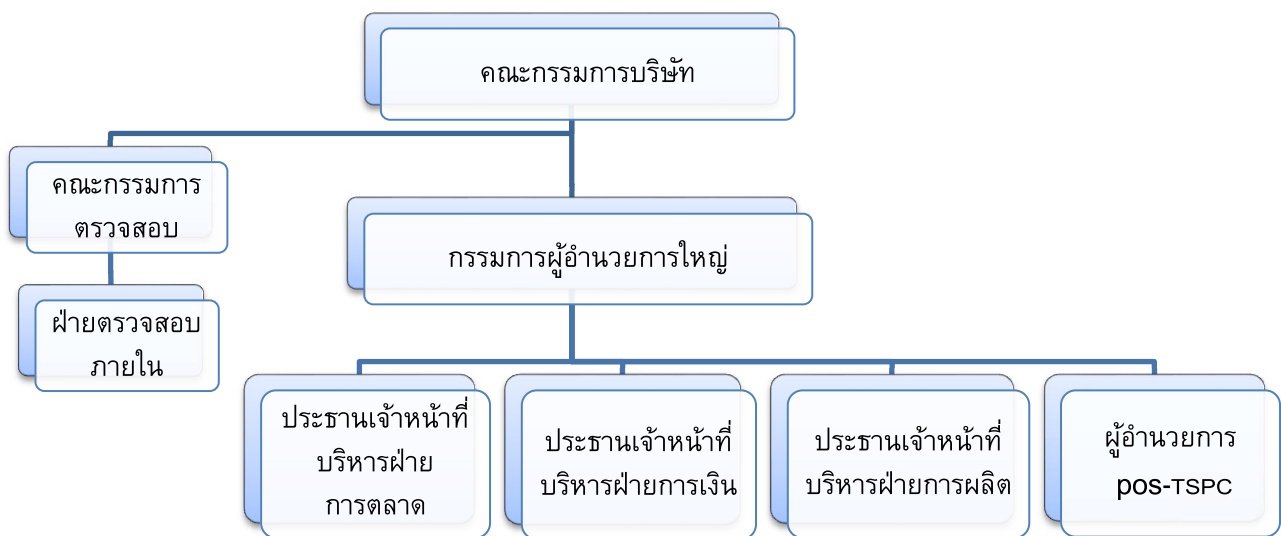 คณะกรรมการบริษัท
คณะกรรมการ
ตรวจสอบ
กรรมการผู้อำนวยการใหญ่
ฝ่ายตรวจสอบ
ภายใน
ประธานเจ้าหน้าที่
บริหารฝ่าย
การตลาด
ประธานเจ้าหน้าที่
บริหารฝ่ายการเงิน
ประธานเจ้าหน้าที่
บริหารฝ่ายการผลิต
ผู้อำนวยการ
pos-TSPC